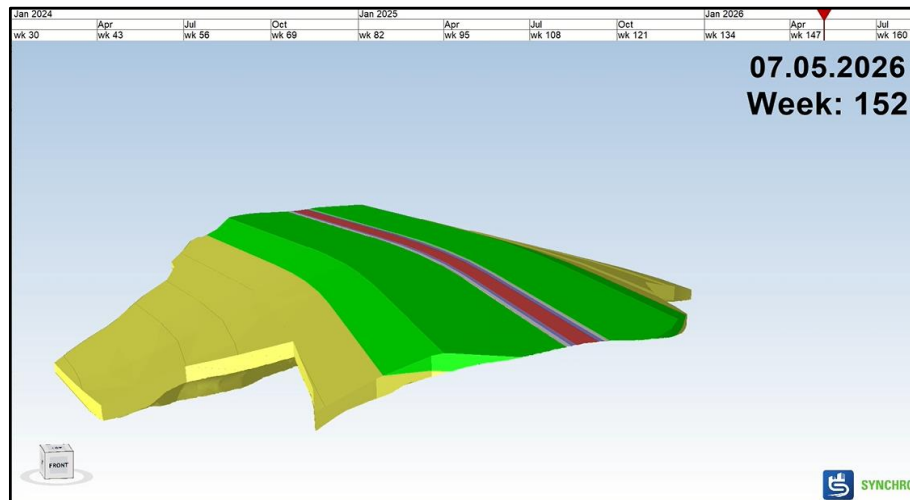 Jan 2024 Jan 2025 Jan 2026
Apr Jul Oct Apr Jul Oct Apr Jul
wk 30 wk 43 wk 56 wk 69 wk 82 wk 95 wk 108 wk 121 wk 134 wk 147 wk 160
07.05.2026
Week: 152
FRONT
SYNCHRO